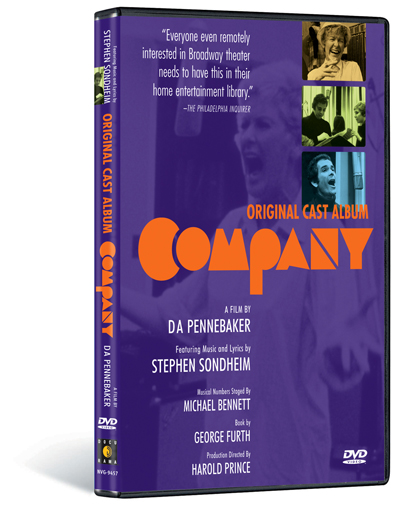 Featuring Music and Lyrics by
STEPHEN SONDHEIM
ORIGINAL CAST ALBUM
COMPANY
A FILM BY
DA PENNEBAKER
DVD
VIDEO
NVG-9457
"Everyone even remotely
interested in Broadway theater
needs to have this in their
home entertainment library."
–THE PHILADELPHIA INQUIRER
ORIGINAL CAST ALBUM
COMPANY
A FILM BY
DA PENNEBAKER
Featuring Music and Lyrics by
STEPHEN SONDHEIM
Musical Numbers Staged By
MICHAEL BENNETT
Book by
GEORGE FURTH
Production Directed By
HAROLD PRINCE
DVD
VIDEO